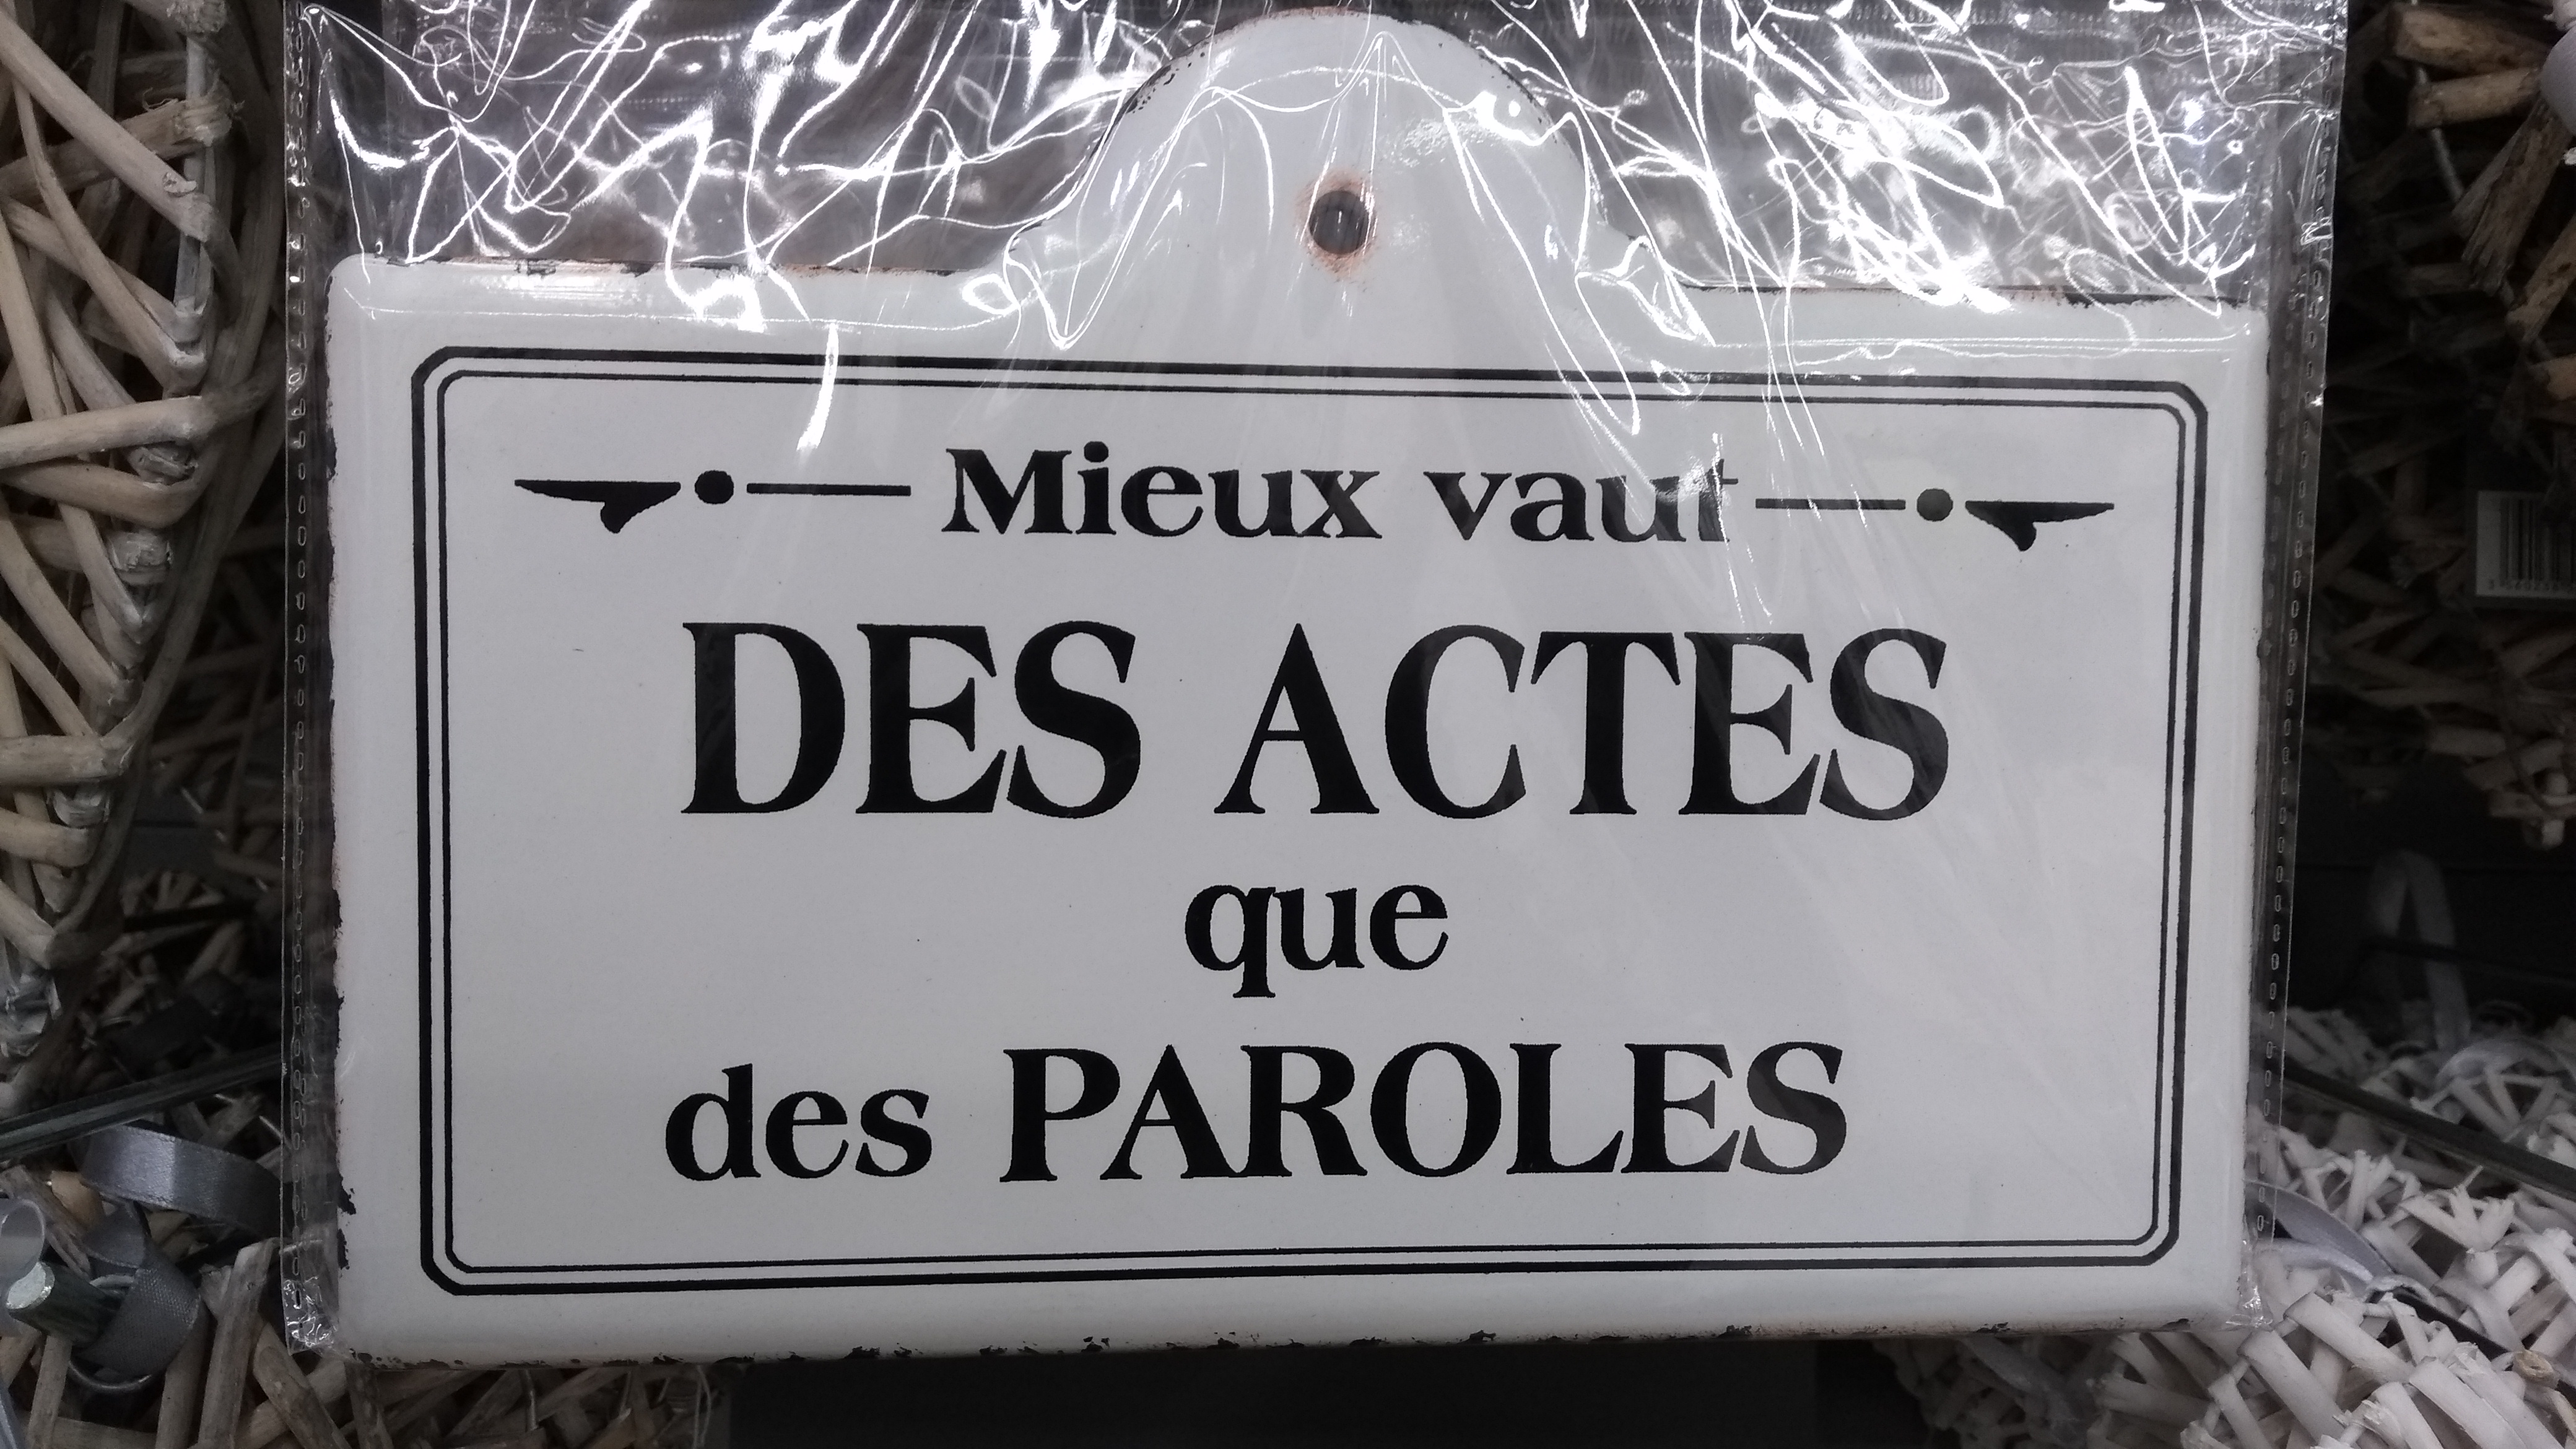 Mieux vaut
DES ACTES
que
des PAROLES